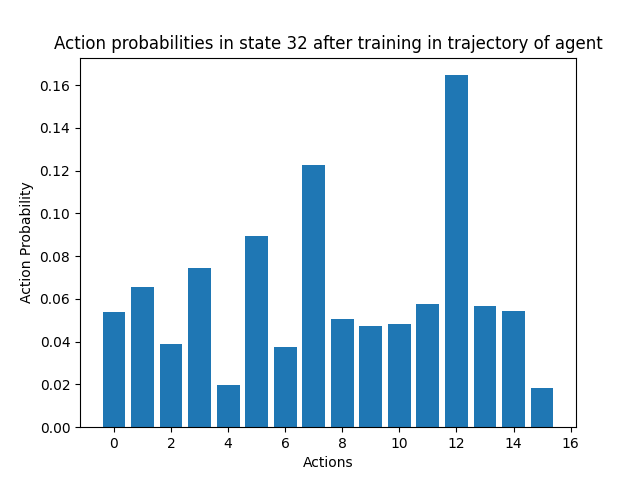 Action probabilities in state 32 after training in trajectory of agent
0.16
0.14
0.12
0.10
0.08
0.06
0.04
0.02
0.00
Action Probability
0 2 4 6 8 10 12 14 16
Actions